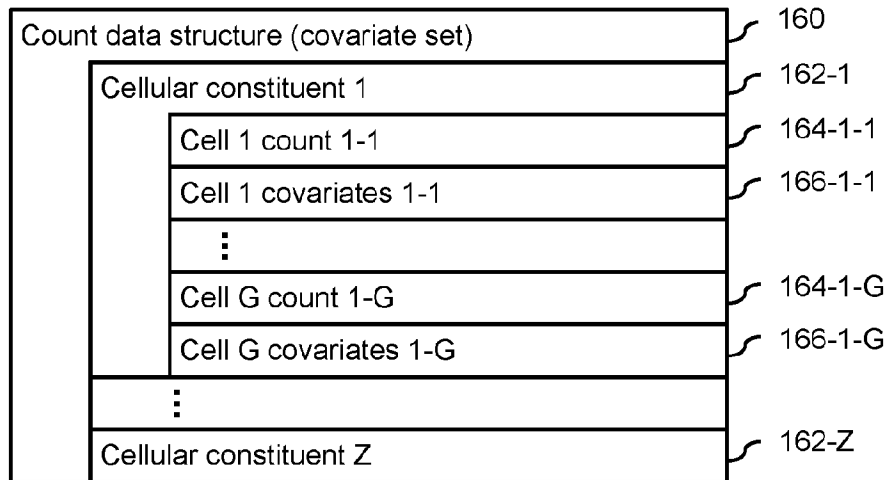 Count data structure (covariate set) 160
Cellular constituent 1 162-1
Cell 1 count 1-1 164-1-1
Cell 1 covariates 1-1 166-1-1
Cell G count 1-G 164-1-G
Cell G covariates 1-G 166-1-G
Cellular constituent Z 162-Z